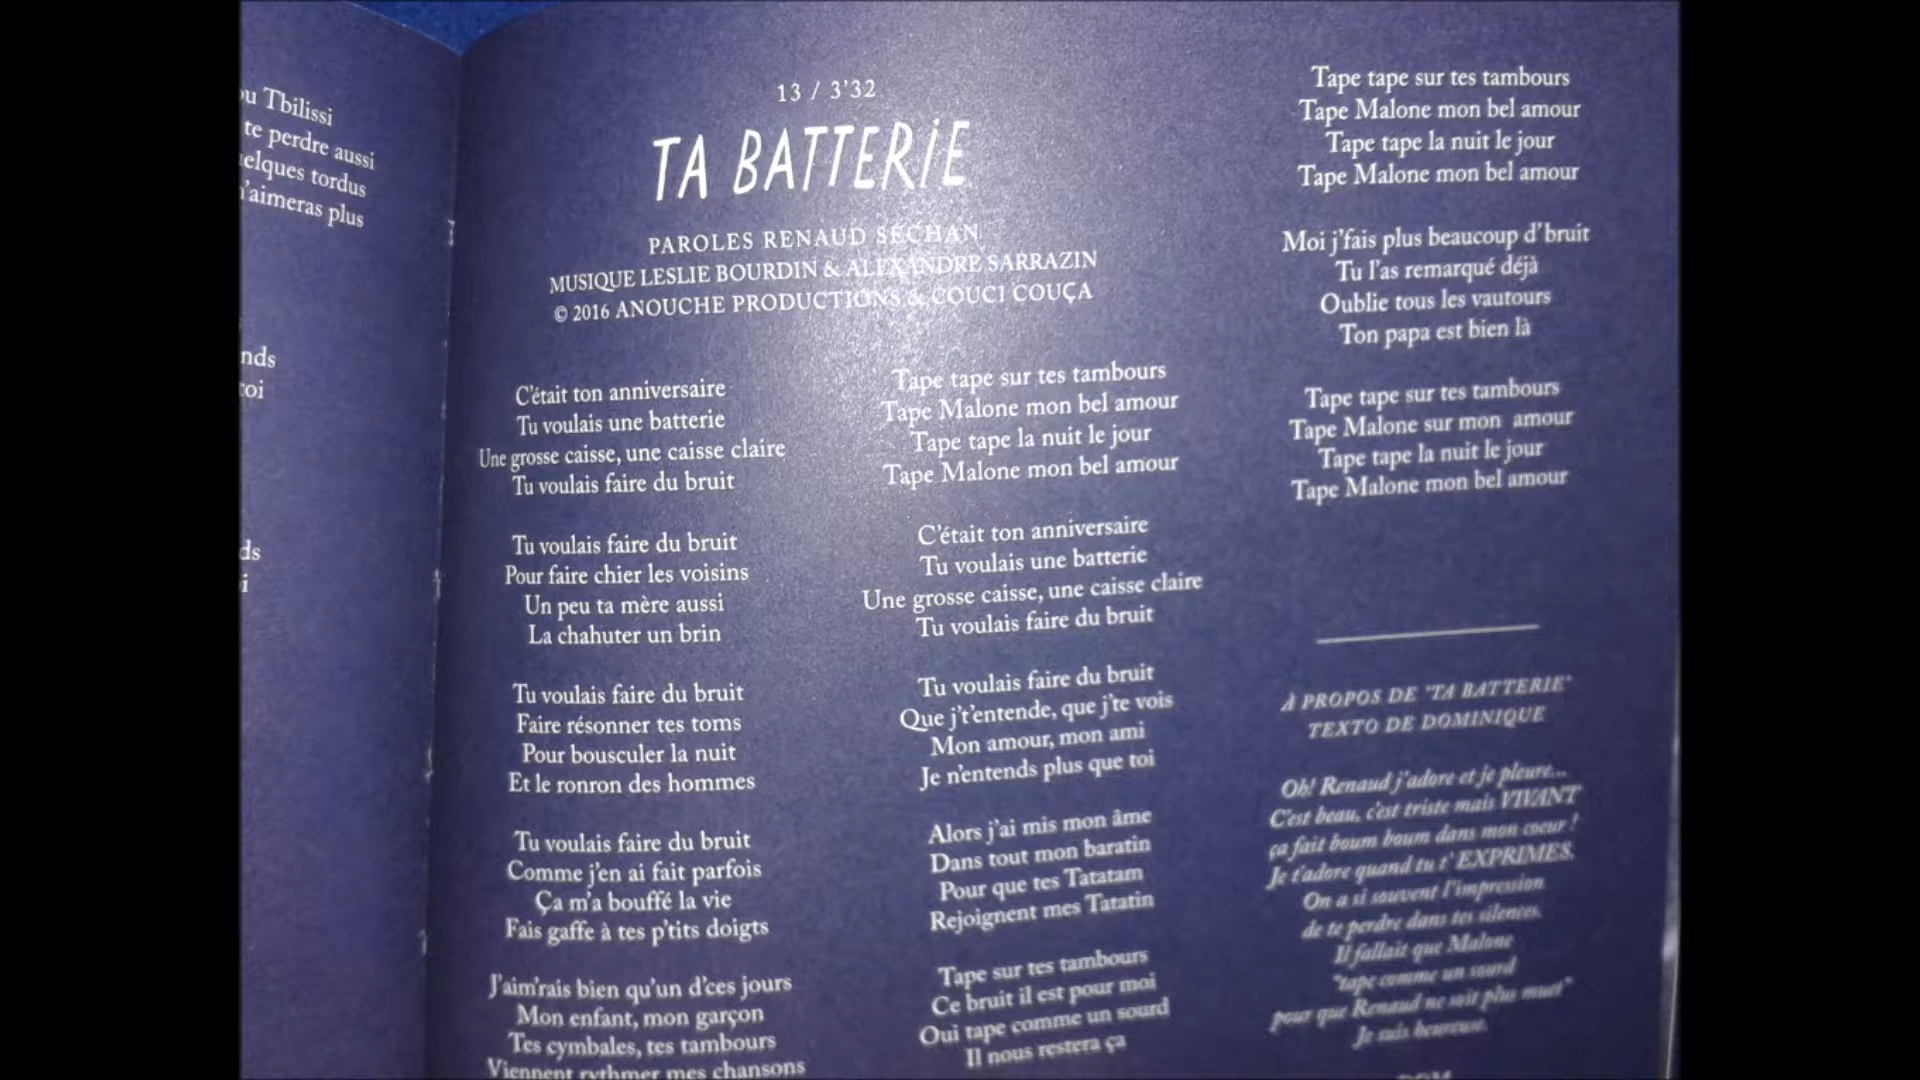 ou Tbilissi
te perdre aussi
elques tordus
n'aimeras plus
nds
toi
ds
i
13 / 3'32
TA BATTERiE
PAROLES RENAUD SÉCHAN
MUSIQUE LESLIE BOURDIN & ALEXANDRE SARRAZIN
© 2016 ANOUCHE PRODUCTIONS & COUCI COUÇA
C'était ton anniversaire
Tu voulais une batterie
Une grosse caisse, une caisse claire
Tu voulais faire du bruit
Tu voulais faire du bruit
Pour faire chier les voisins
Un peu ta mère aussi
La chahuter un brin
Tu voulais faire du bruit
Faire résonner tes toms
Pour bousculer la nuit
Et le ronron des hommes
Tu voulais faire du bruit
Comme j'en ai fait parfois
Ça m'a bouffé la vie
Fais gaffe à tes p'tits doigts
J'aim'rais bien qu'un d'ces jours
Mon enfant, mon garçon
Tes cymbales, tes tambours
Viennent rythmer mes chansons
Tape tape sur tes tambours
Tape Malone mon bel amour
Tape tape la nuit le jour
Tape Malone mon bel amour
C'était ton anniversaire
Tu voulais une batterie
Une grosse caisse, une caisse claire
Tu voulais faire du bruit
Tu voulais faire du bruit
Que j't'entende, que j'te vois
Mon amour, mon ami
Je n'entends plus que toi
Alors j'ai mis mon âme
Dans tout mon baratin
Pour que tes Tatatam
Rejoignent mes Tatatin
Tape sur tes tambours
Ce bruit il est pour moi
Oui tape comme un sourd
Il nous restera ça
Tape tape sur tes tambours
Tape Malone mon bel amour
Tape tape la nuit le jour
Tape Malone mon bel amour
Moi j'fais plus beaucoup d'bruit
Tu l'as remarqué déjà
Oublie tous les vautours
Ton papa est bien là
Tape tape sur tes tambours
Tape Malone sur mon amour
Tape tape la nuit le jour
Tape Malone mon bel amour
À PROPOS DE "TA BATTERIE"
TEXTO DE DOMINIQUE
Oh! Renaud j'adore et je pleure...
C'est beau, c'est triste mais VIVANT
ça fait boum boum dans mon coeur !
Je t'adore quand tu t' EXPRIMES.
On a si souvent l'impression
de te perdre dans tes silences.
Il fallait que Malone
"tape comme un sourd
pour que Renaud ne soit plus muet"
Je suis heureuse.
DOM